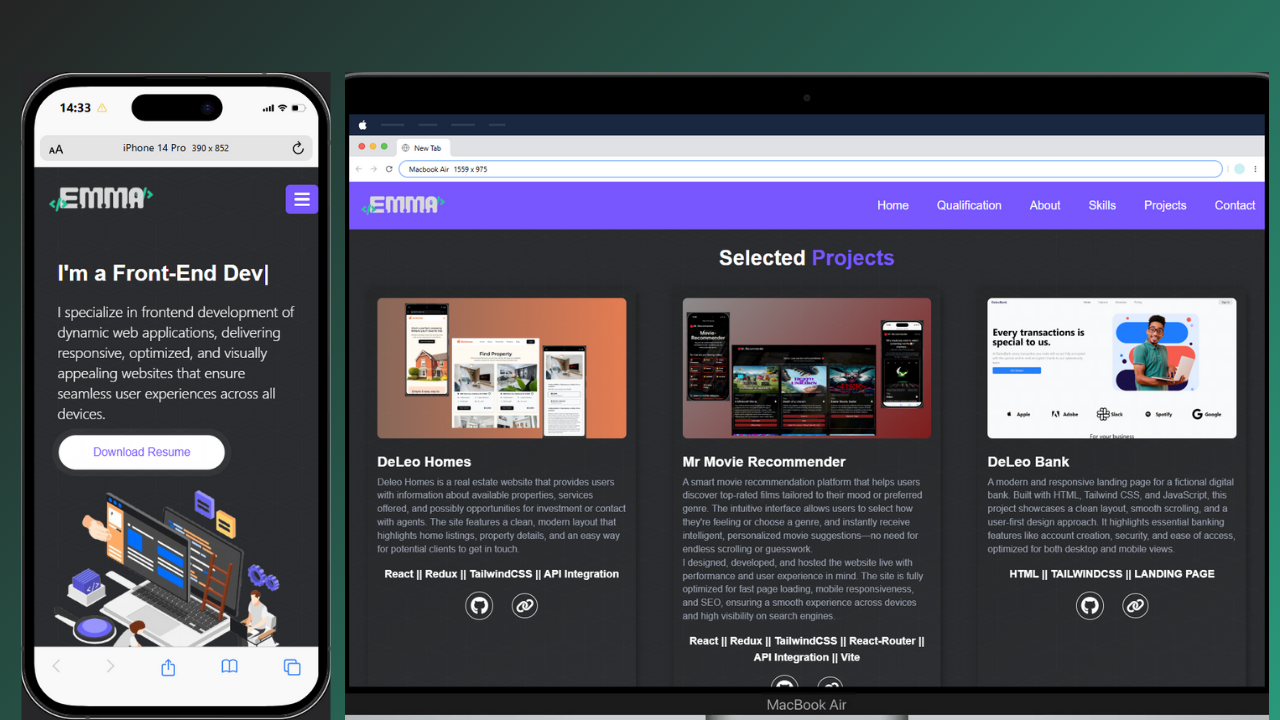 14:33
AA
iPhone 14 Pro 390 x 852
</EMMA/>
I'm a Front-End Dev|
I specialize in frontend development of
dynamic web applications, delivering
responsive, optimized, and visually
appealing websites that ensure
seamless user experiences across all
devices.
Download Resume
New Tab
Macbook Air 1559 x 975
</EMMA/>
Home Qualification About Skills Projects Contact
Selected Projects
Find Property
Movie-
Recommender
Every transactions is
special to us.
Apple Adobe Slack Spotify Google
For your business
DeLeo Homes
Deleo Homes is a real estate website that provides users
with information about available properties, services
offered, and possibly opportunities for investment or contact
with agents. The site features a clean, modern layout that
highlights home listings, property details, and an easy way
for potential clients to get in touch.
React || Redux || TailwindCSS || API Integration
Mr Movie Recommender
A smart movie recommendation platform that helps users
discover top-rated films tailored to their mood or preferred
genre. The intuitive interface allows users to select how
they're feeling or choose a genre, and instantly receive
intelligent, personalized movie suggestions—no need for
endless scrolling or guesswork.
I designed, developed, and hosted the website live with
performance and user experience in mind. The site is fully
optimized for fast page loading, mobile responsiveness,
and SEO, ensuring a smooth experience across devices
and high visibility on search engines.
React || Redux || TailwindCSS || React-Router ||
API Integration || Vite
DeLeo Bank
A modern and responsive landing page for a fictional digital
bank. Built with HTML, Tailwind CSS, and JavaScript, this
project showcases a clean layout, smooth scrolling, and a
user-first design approach. It highlights essential banking
features like account creation, security, and ease of access,
optimized for both desktop and mobile views.
HTML || TAILWINDCSS || LANDING PAGE
MacBook Air